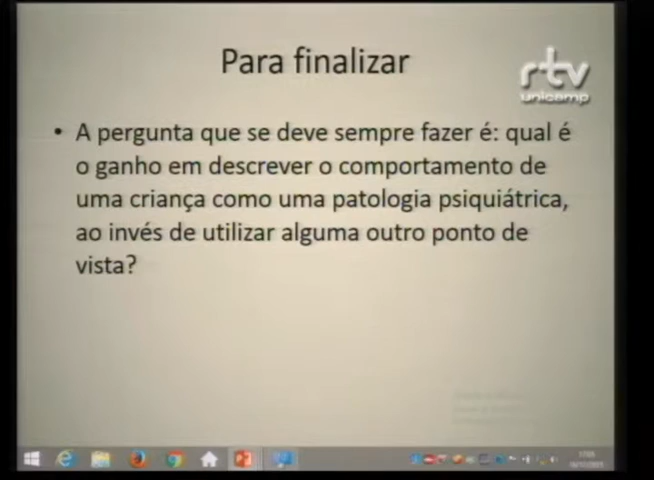 Para finalizar
rtv
unicamp
• A pergunta que se deve sempre fazer é: qual é
o ganho em descrever o comportamento de
uma criança como uma patologia psiquiátrica,
ao invés de utilizar alguma outro ponto de
vista?